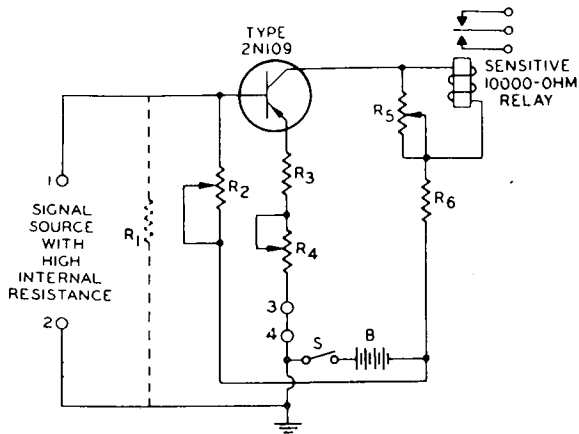 TYPE
2N109
SENSITIVE
10000-OHM
RELAY
R5
R3
R2
R6
1
SIGNAL
SOURCE
WITH
HIGH
INTERNAL
RESISTANCE
R1
R4
3
4
2
S
B